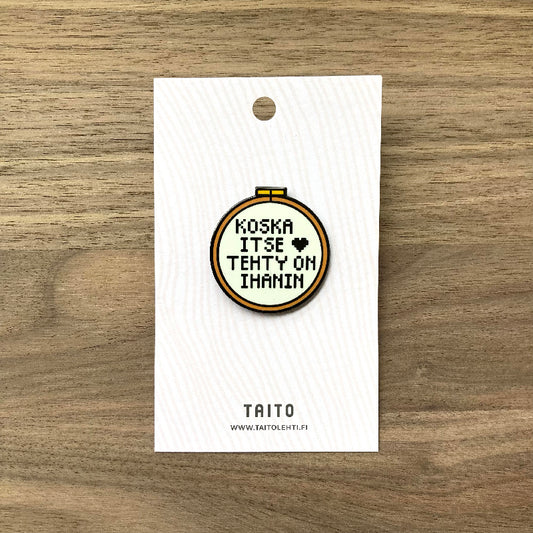 KOSKA
ITSE ♥
TEHTY ON
IHANIN
TAITO
WWW.TAITOLEHTI.FI